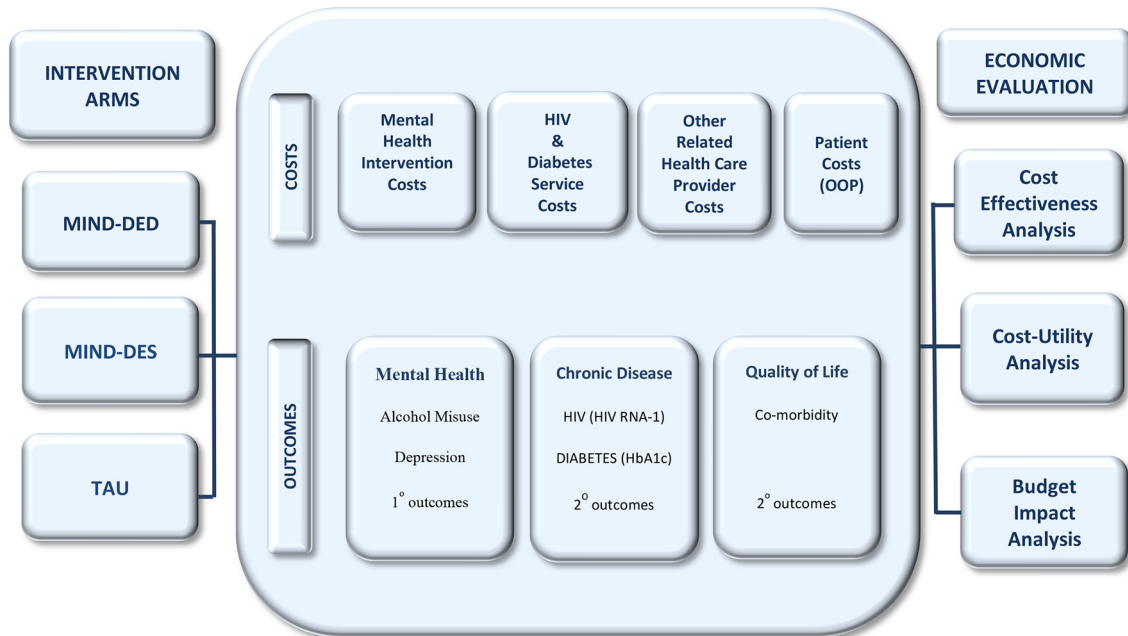 INTERVENTION
ARMS
MIND-DED
MIND-DES
TAU
COSTS
Mental
Health
Intervention
Costs
HIV
&
Diabetes
Service
Costs
Other
Related
Health Care
Provider
Costs
Patient
Costs
(OOP)
OUTCOMES
Mental Health
Alcohol Misuse
Depression
1° outcomes
Chronic Disease
HIV (HIV RNA-1)
DIABETES (HbA1c)
2° outcomes
Quality of Life
Co-morbidity
2° outcomes
ECONOMIC
EVALUATION
Cost
Effectiveness
Analysis
Cost-Utility
Analysis
Budget
Impact
Analysis